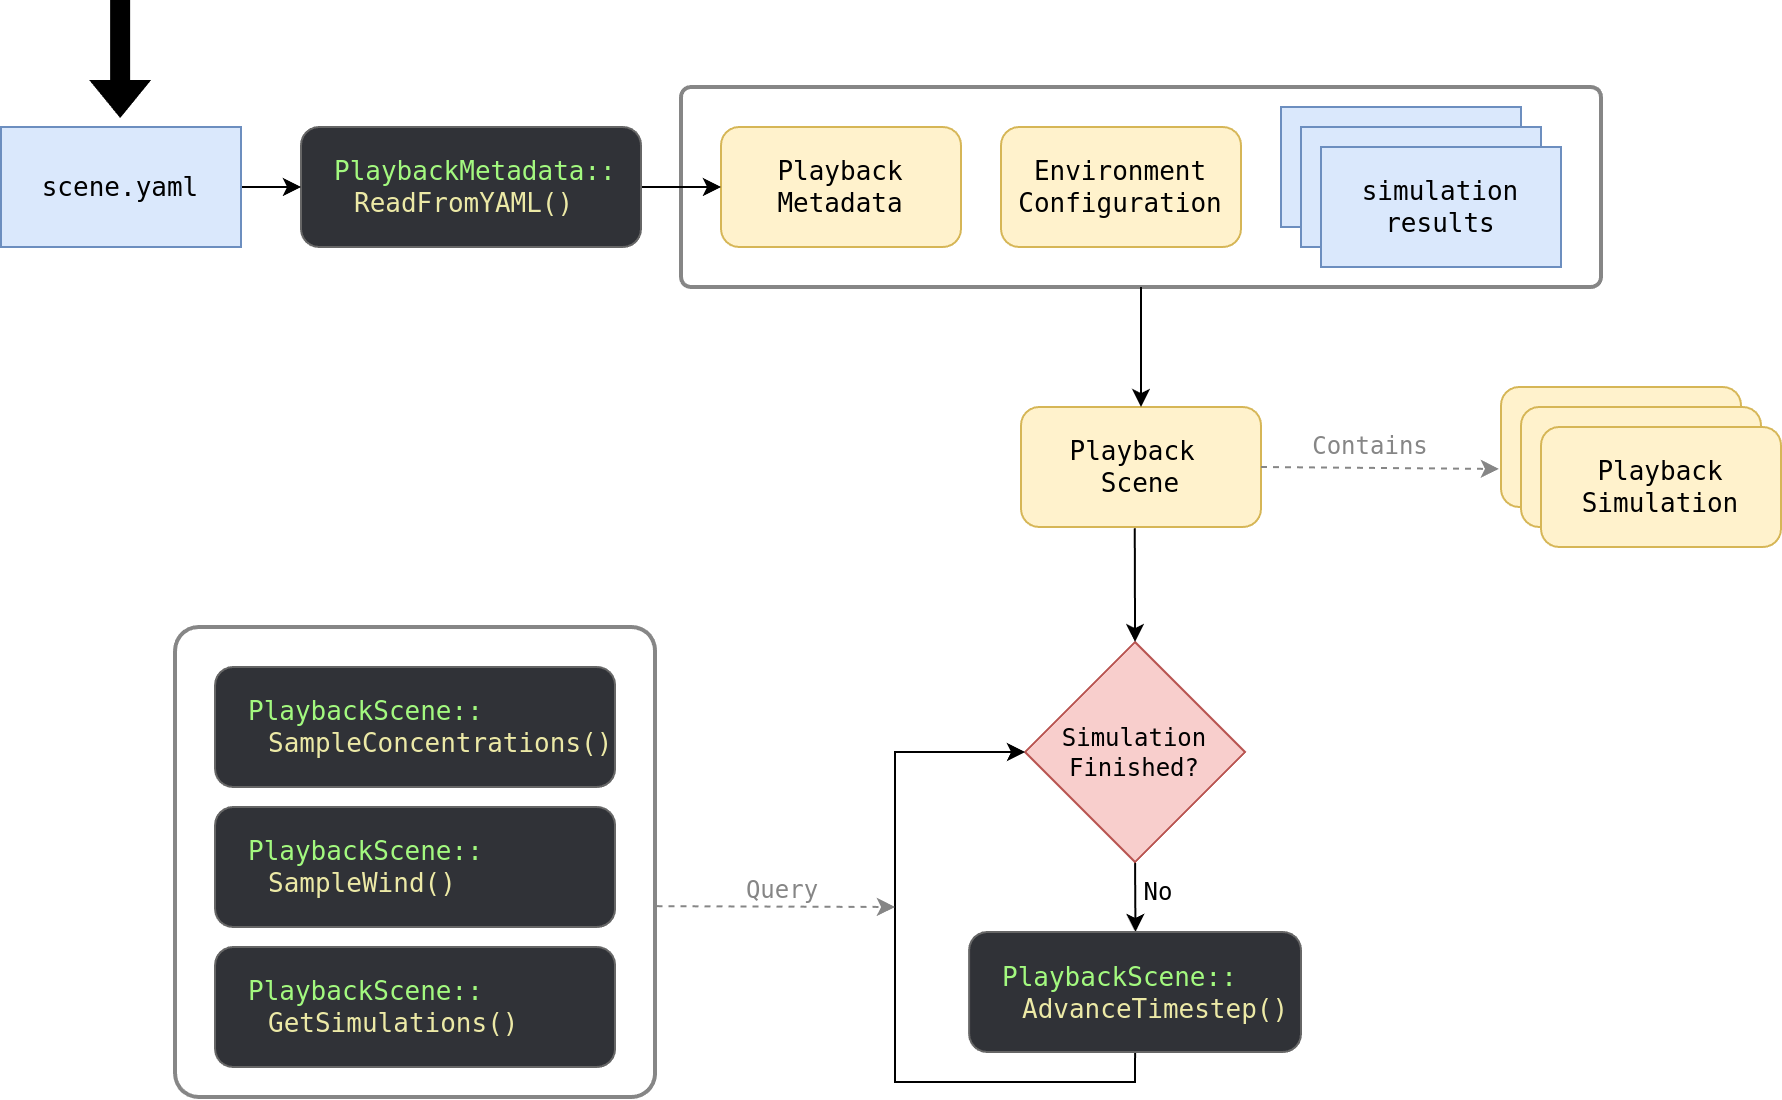 scene.yaml
PlaybackMetadata::
ReadFromYAML()
Playback
Metadata
Environment
Configuration
simulation
results
Playback
Scene
Contains
Playback
Simulation
Simulation
Finished?
No
PlaybackScene::
AdvanceTimestep()
Query
PlaybackScene::
SampleConcentrations()
PlaybackScene::
SampleWind()
PlaybackScene::
GetSimulations()